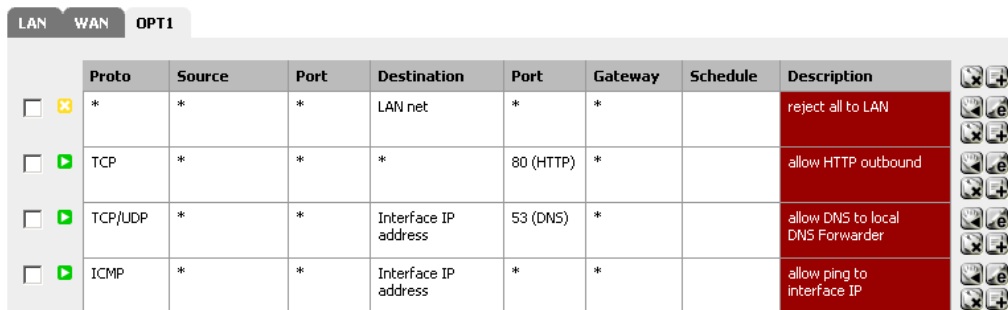 LAN WAN OPT1
Proto Source Port Destination Port Gateway Schedule Description
* * * LAN net * * reject all to LAN
TCP * * * 80 (HTTP) * allow HTTP outbound
TCP/UDP * * Interface IP address 53 (DNS) * allow DNS to local DNS Forwarder
ICMP * * Interface IP address * * allow ping to interface IP